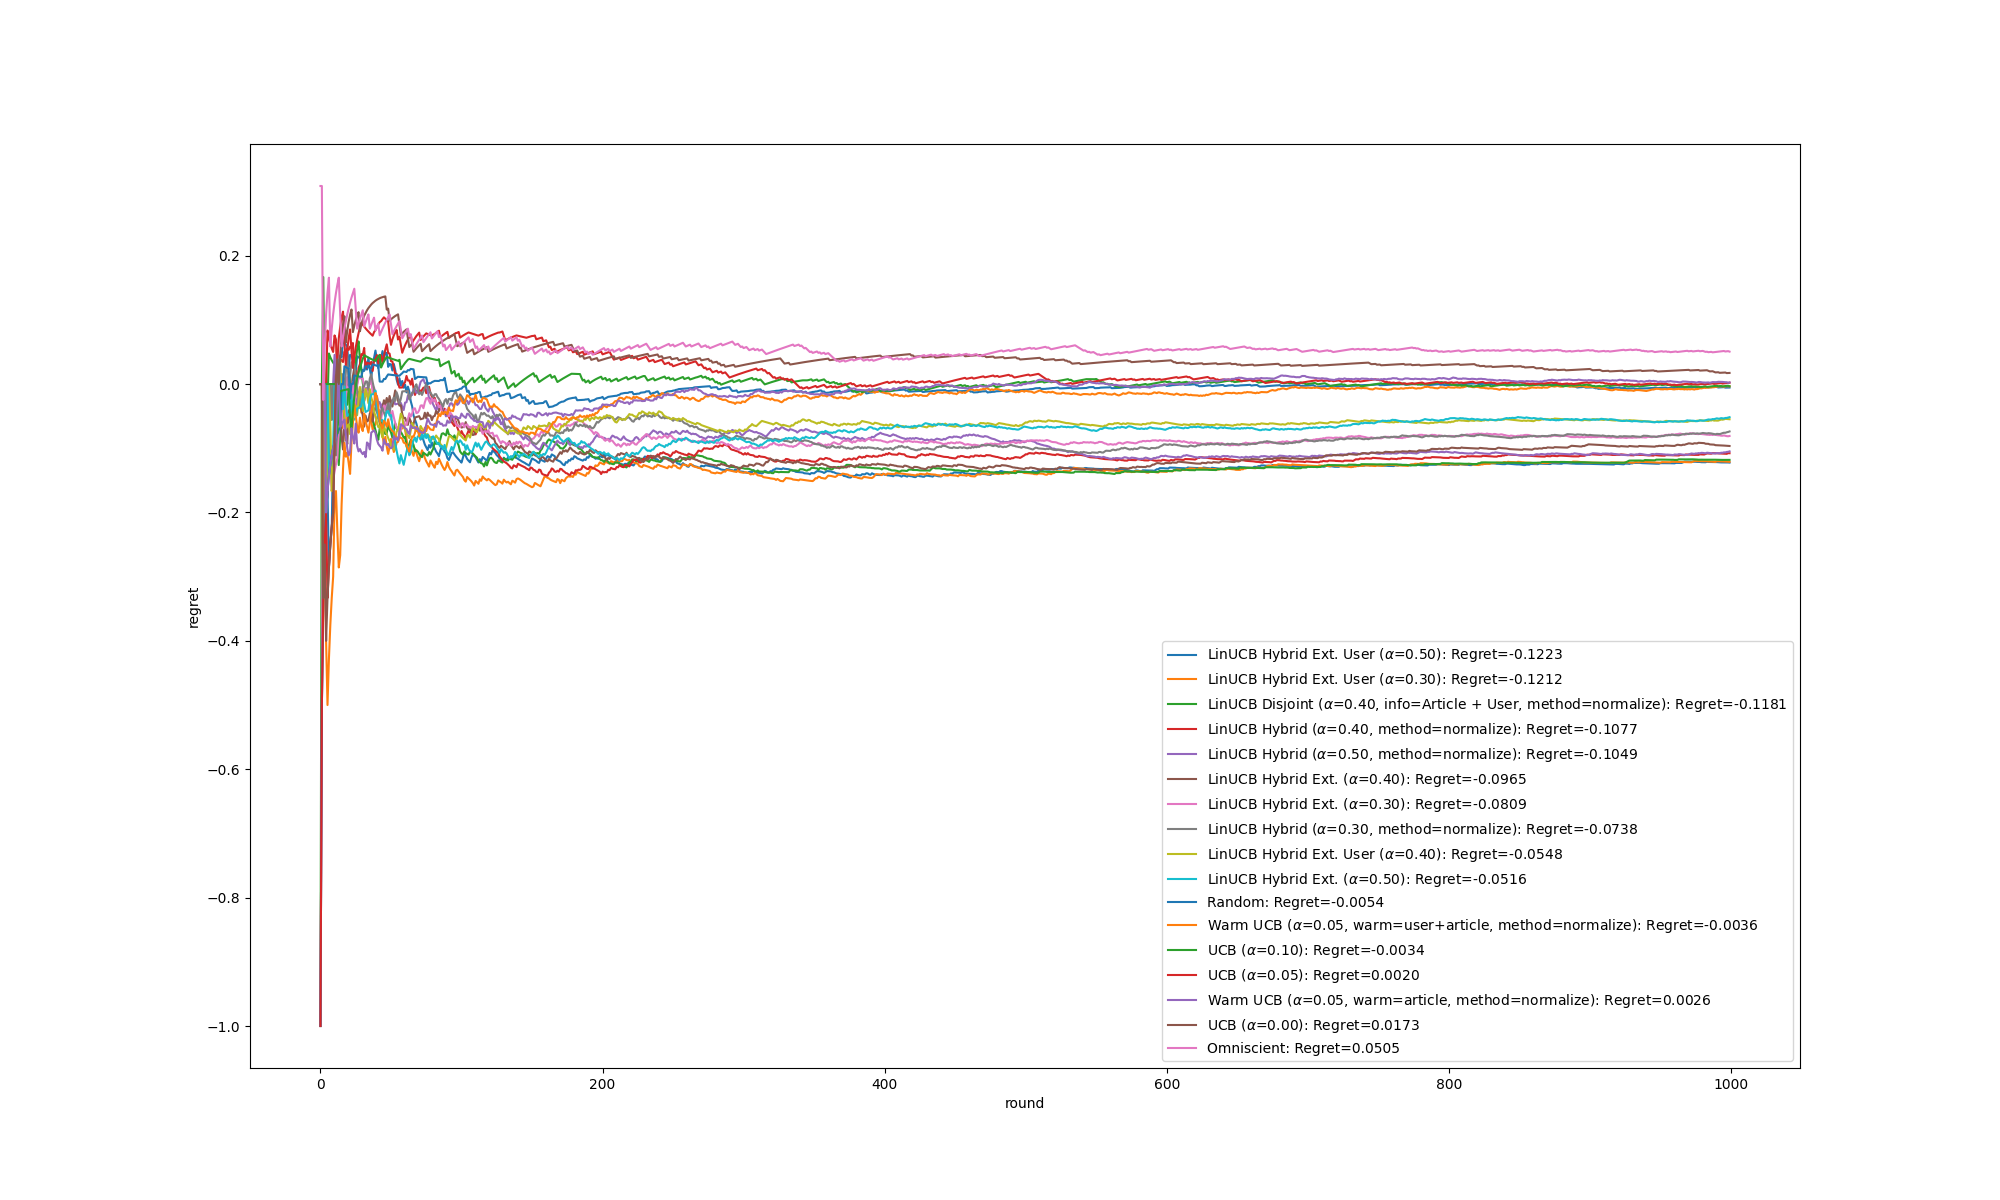 0.2
0.0
−0.2
−0.4
−0.6
−0.8
−1.0
regret
0
200
400
600
800
1000
round
LinUCB Hybrid Ext. User (α=0.50): Regret=-0.1223
LinUCB Hybrid Ext. User (α=0.30): Regret=-0.1212
LinUCB Disjoint (α=0.40, info=Article + User, method=normalize): Regret=-0.1181
LinUCB Hybrid (α=0.40, method=normalize): Regret=-0.1077
LinUCB Hybrid (α=0.50, method=normalize): Regret=-0.1049
LinUCB Hybrid Ext. (α=0.40): Regret=-0.0965
LinUCB Hybrid Ext. (α=0.30): Regret=-0.0809
LinUCB Hybrid (α=0.30, method=normalize): Regret=-0.0738
LinUCB Hybrid Ext. User (α=0.40): Regret=-0.0548
LinUCB Hybrid Ext. (α=0.50): Regret=-0.0516
Random: Regret=-0.0054
Warm UCB (α=0.05, warm=user+article, method=normalize): Regret=-0.0036
UCB (α=0.10): Regret=-0.0034
UCB (α=0.05): Regret=0.0020
Warm UCB (α=0.05, warm=article, method=normalize): Regret=0.0026
UCB (α=0.00): Regret=0.0173
Omniscient: Regret=0.0505